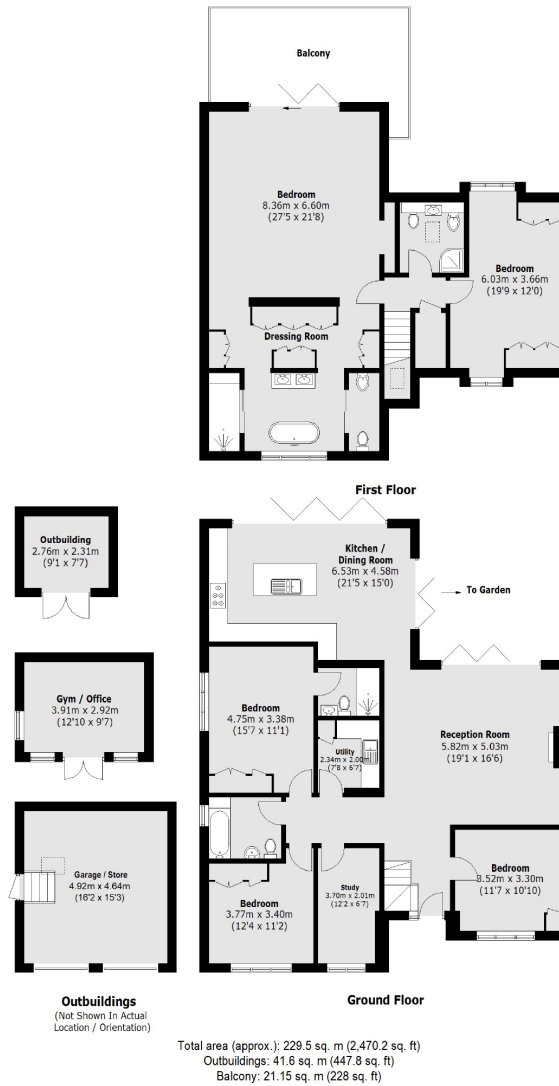 Balcony
Bedroom
8.36m x 6.60m
(27'5 x 21'8)
Bedroom
6.03m x 3.66m
(19'9 x 12'0)
Dressing Room
First Floor
Outbuilding
2.76m x 2.31m
(9'1 x 7'7)
Kitchen /
Dining Room
6.53m x 4.58m
(21'5 x 15'0)
To Garden
Gym / Office
3.91m x 2.92m
(12'10 x 9'7)
Bedroom
4.75m x 3.38m
(15'7 x 11'1)
Reception Room
5.82m x 5.03m
(19'1 x 16'6)
Utility
2.34m x 2.00m
(7'8 x 6'7)
Garage / Store
4.92m x 4.64m
(16'2 x 15'3)
Bedroom
3.77m x 3.40m
(12'4 x 11'2)
Study
3.70m x 2.01m
(12'2 x 6'7)
Bedroom
3.52m x 3.30m
(11'7 x 10'10)
Outbuildings
(Not Shown In Actual
Location / Orientation)
Ground Floor
Total area (approx.): 229.5 sq. m (2,470.2 sq. ft)
Outbuildings: 41.6 sq. m (447.8 sq. ft)
Balcony: 21.15 sq. m (228 sq. ft)